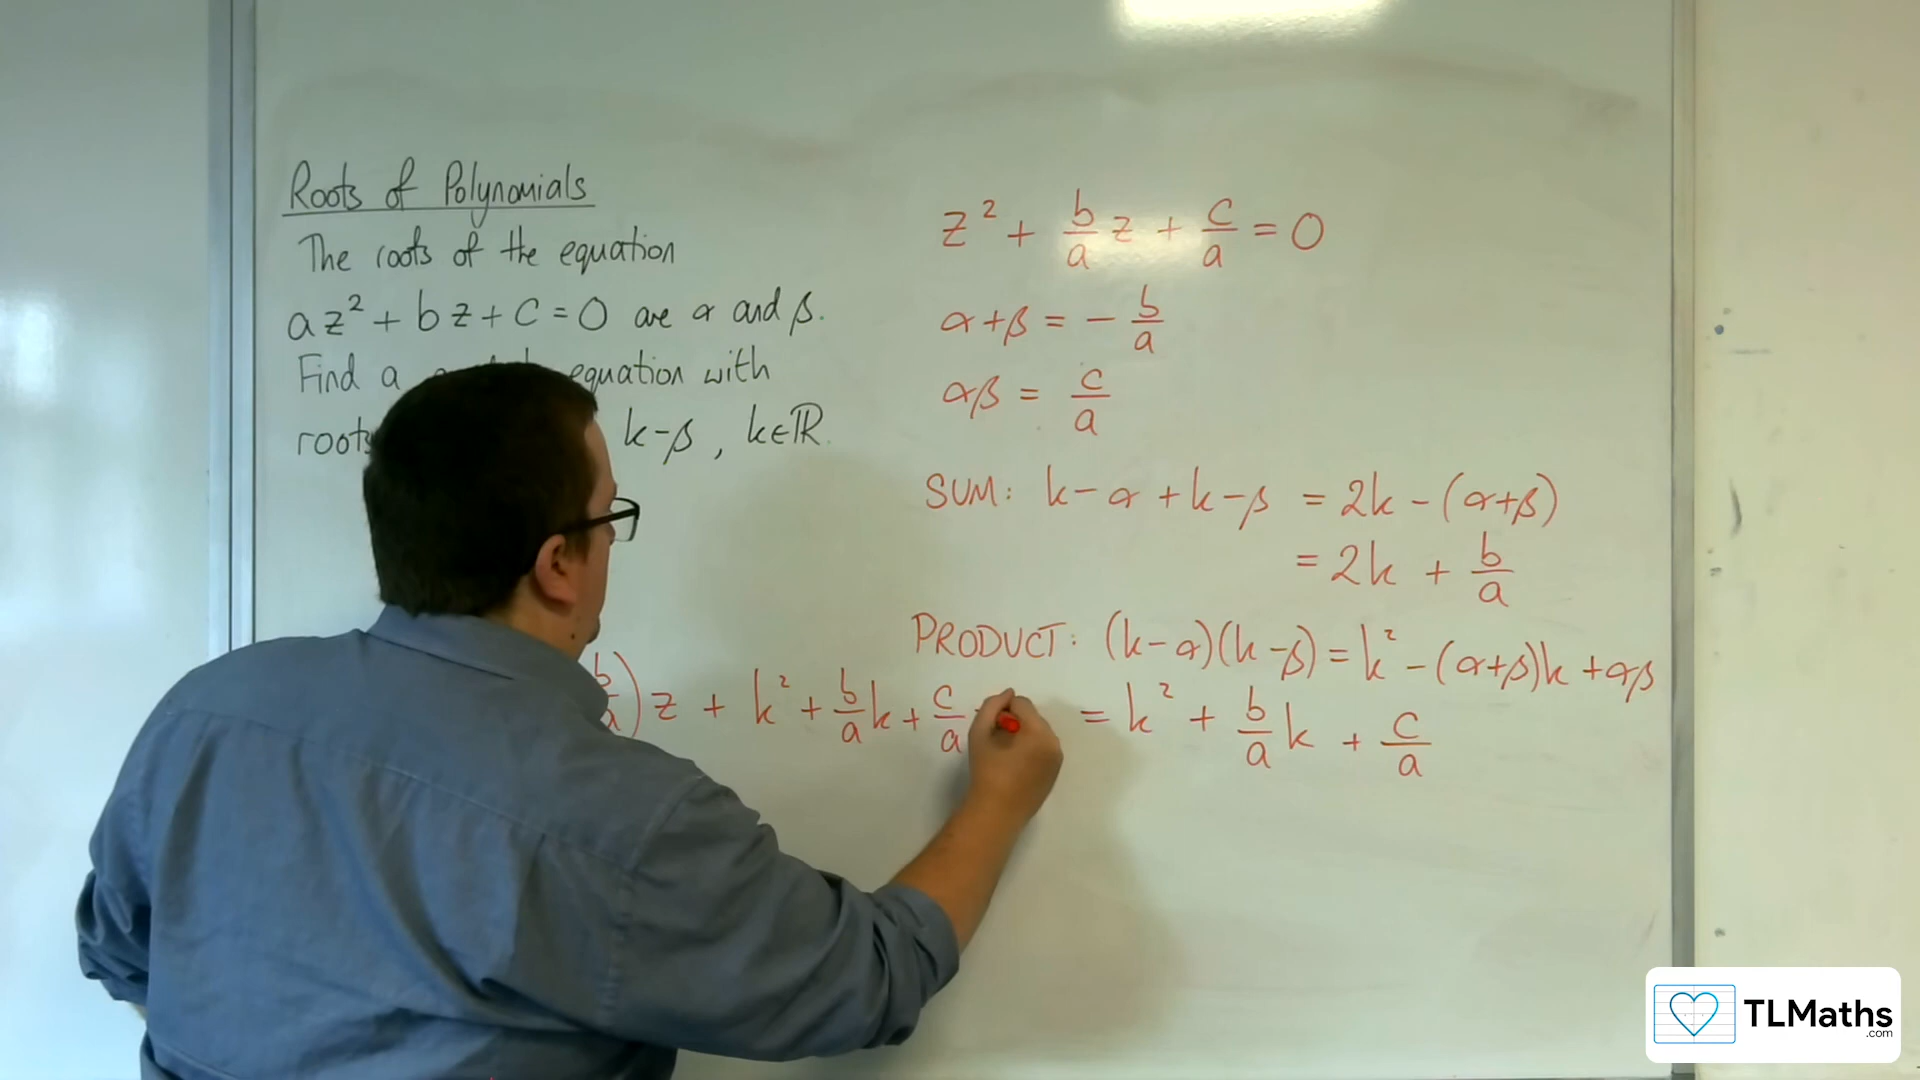 Roots of Polynomials
The roots of the equation
az² + bz + c = 0 are α and β.
Find a equation with
roots k-β, k∈ℝ.
z² + b/a z + c/a = 0
α+β = - b/a
αβ = c/a
SUM: k-α+k-β = 2k-(α+β)
= 2k + b/a
PRODUCT: (k-α)(k-β) = k² - (α+β)k + αβ
= k² + b/a k + c/a
b/a) z + k² + b/a k + c/a
TLMaths
.com